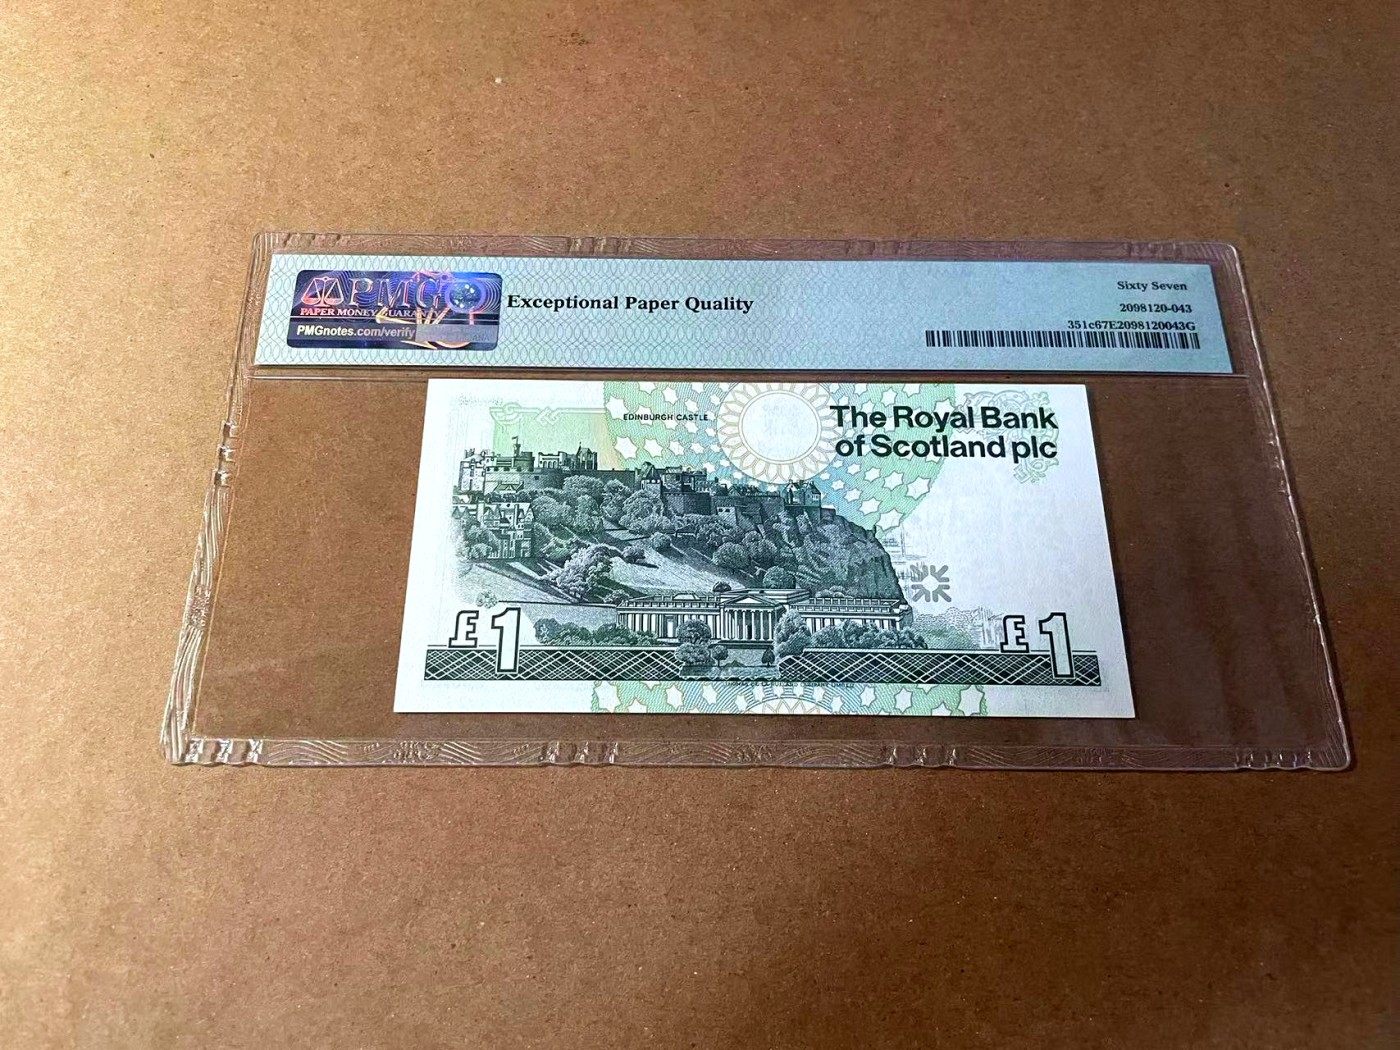 PMG
PAPER MONEY GUARANTY
PMGnotes.com/verify
Exceptional Paper Quality
Sixty Seven
2098120-043
351c67E2098120043G
EDINBURGH CASTLE
The Royal Bank
of Scotland plc
£1
£1